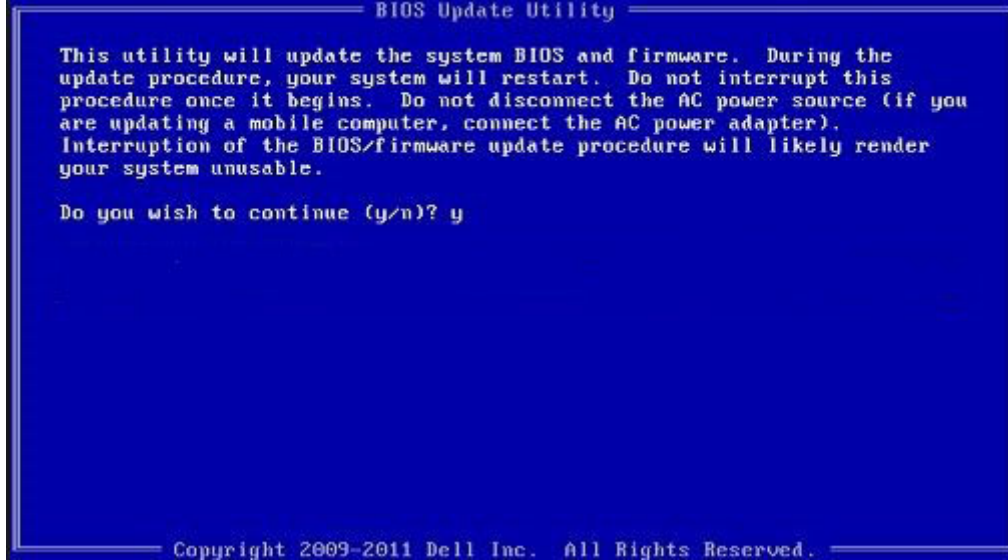 BIOS Update Utility
This utility will update the system BIOS and firmware.  During the
update procedure, your system will restart.  Do not interrupt this
procedure once it begins.  Do not disconnect the AC power source (if you
are updating a mobile computer, connect the AC power adapter).
Interruption of the BIOS/firmware update procedure will likely render
your system unusable.
Do you wish to continue (y/n)? y
Copyright 2009-2011 Dell Inc.  All Rights Reserved.